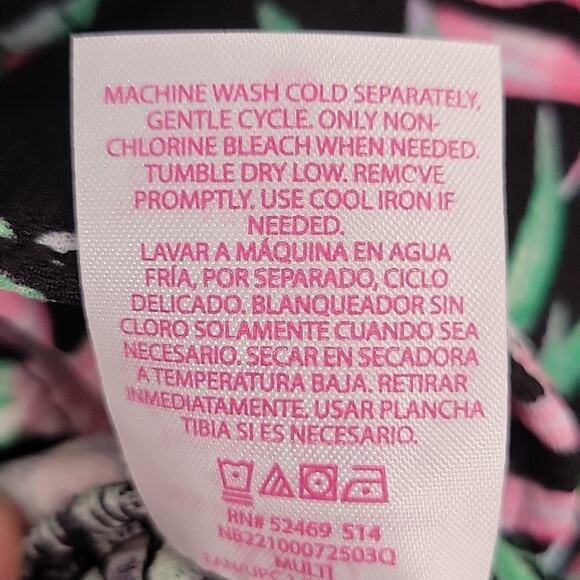 MACHINE WASH COLD SEPARATELY,
GENTLE CYCLE. ONLY NON-
CHLORINE BLEACH WHEN NEEDED.
TUMBLE DRY LOW. REMOVE
PROMPTLY. USE COOL IRON IF
NEEDED.
LAVAR A MÁQUINA EN AGUA
FRÍA, POR SEPARADO, CICLO
DELICADO. BLANQUEADOR SIN
CLORO SOLAMENTE CUANDO SEA
NECESARIO. SECAR EN SECADORA
A TEMPERATURA BAJA. RETIRAR
INMEDIATAMENTE. USAR PLANCHA
TIBIA SI ES NECESARIO.
RN# 52469 514
NB22100072503Q
MULTI
EAN/UPC